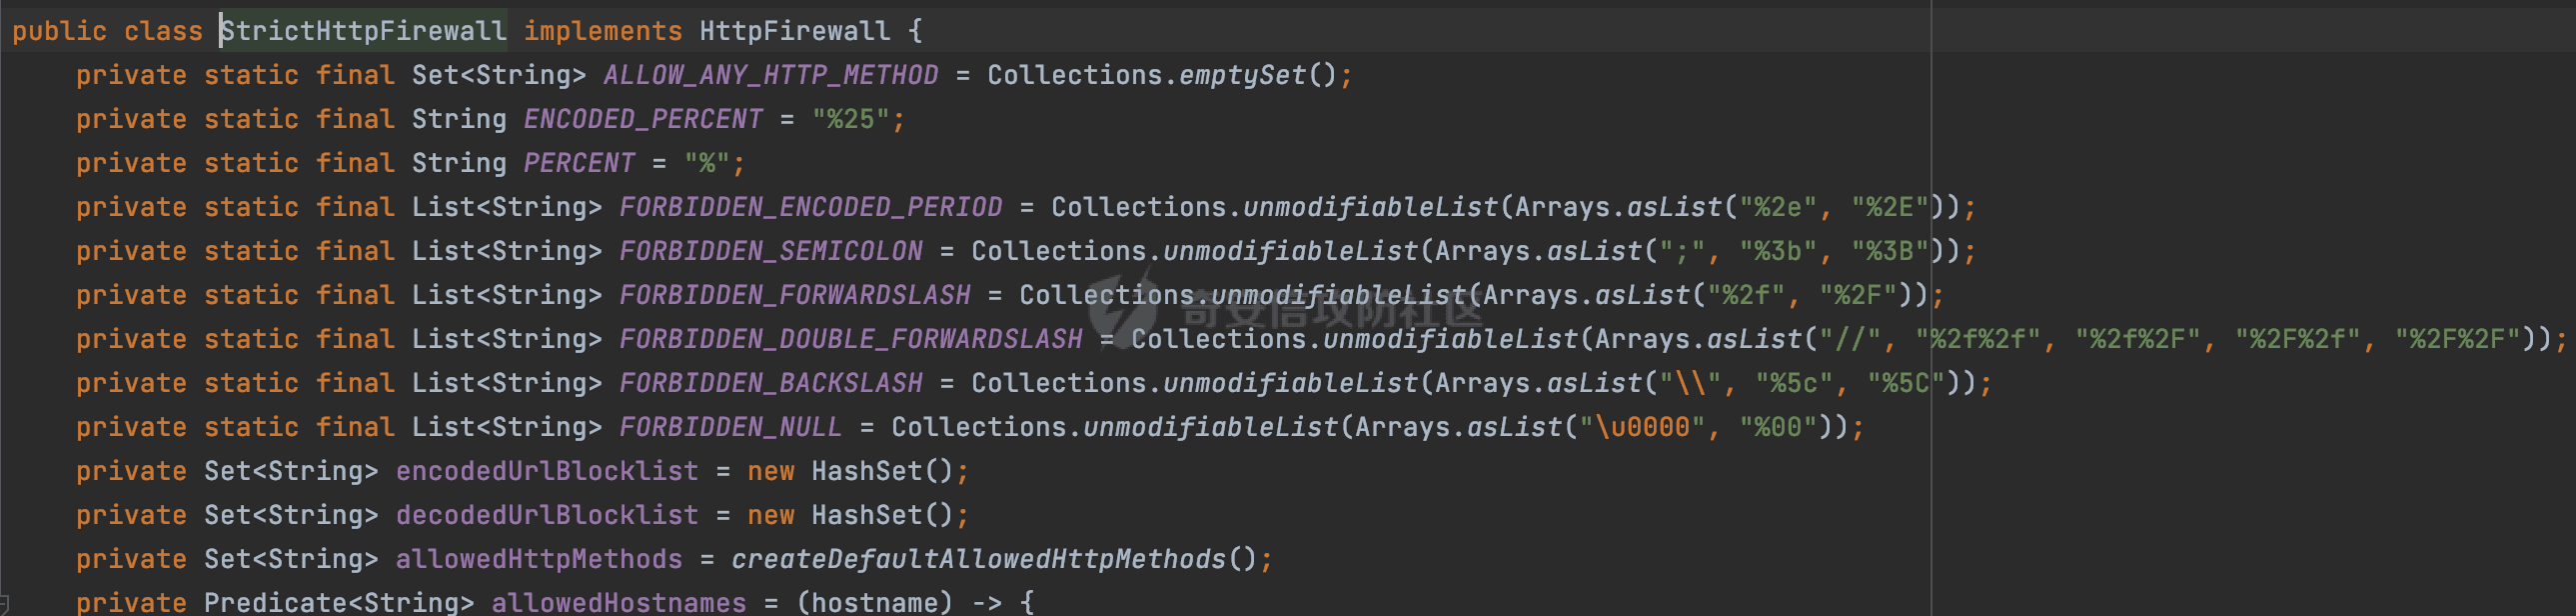 public class StrictHttpFirewall implements HttpFirewall {
    private static final Set<String> ALLOW_ANY_HTTP_METHOD = Collections.emptySet();
    private static final String ENCODED_PERCENT = "%25";
    private static final String PERCENT = "%";
    private static final List<String> FORBIDDEN_ENCODED_PERIOD = Collections.unmodifiableList(Arrays.asList("%2e", "%2E"));
    private static final List<String> FORBIDDEN_SEMICOLON = Collections.unmodifiableList(Arrays.asList(";", "%3b", "%3B"));
    private static final List<String> FORBIDDEN_FORWARDSLASH = Collections.unmodifiableList(Arrays.asList("%2f", "%2F"));
奇安信攻防社区
    private static final List<String> FORBIDDEN_DOUBLE_FORWARDSLASH = Collections.unmodifiableList(Arrays.asList("//", "%2f%2f", "%2f%2F", "%2F%2f", "%2F%2F"));
    private static final List<String> FORBIDDEN_BACKSLASH = Collections.unmodifiableList(Arrays.asList("\\", "%5c", "%5C"));
    private static final List<String> FORBIDDEN_NULL = Collections.unmodifiableList(Arrays.asList("\u0000", "%00"));
    private Set<String> encodedUrlBlocklist = new HashSet();
    private Set<String> decodedUrlBlocklist = new HashSet();
    private Set<String> allowedHttpMethods = createDefaultAllowedHttpMethods();
    private Predicate<String> allowedHostnames = (hostname) -> {